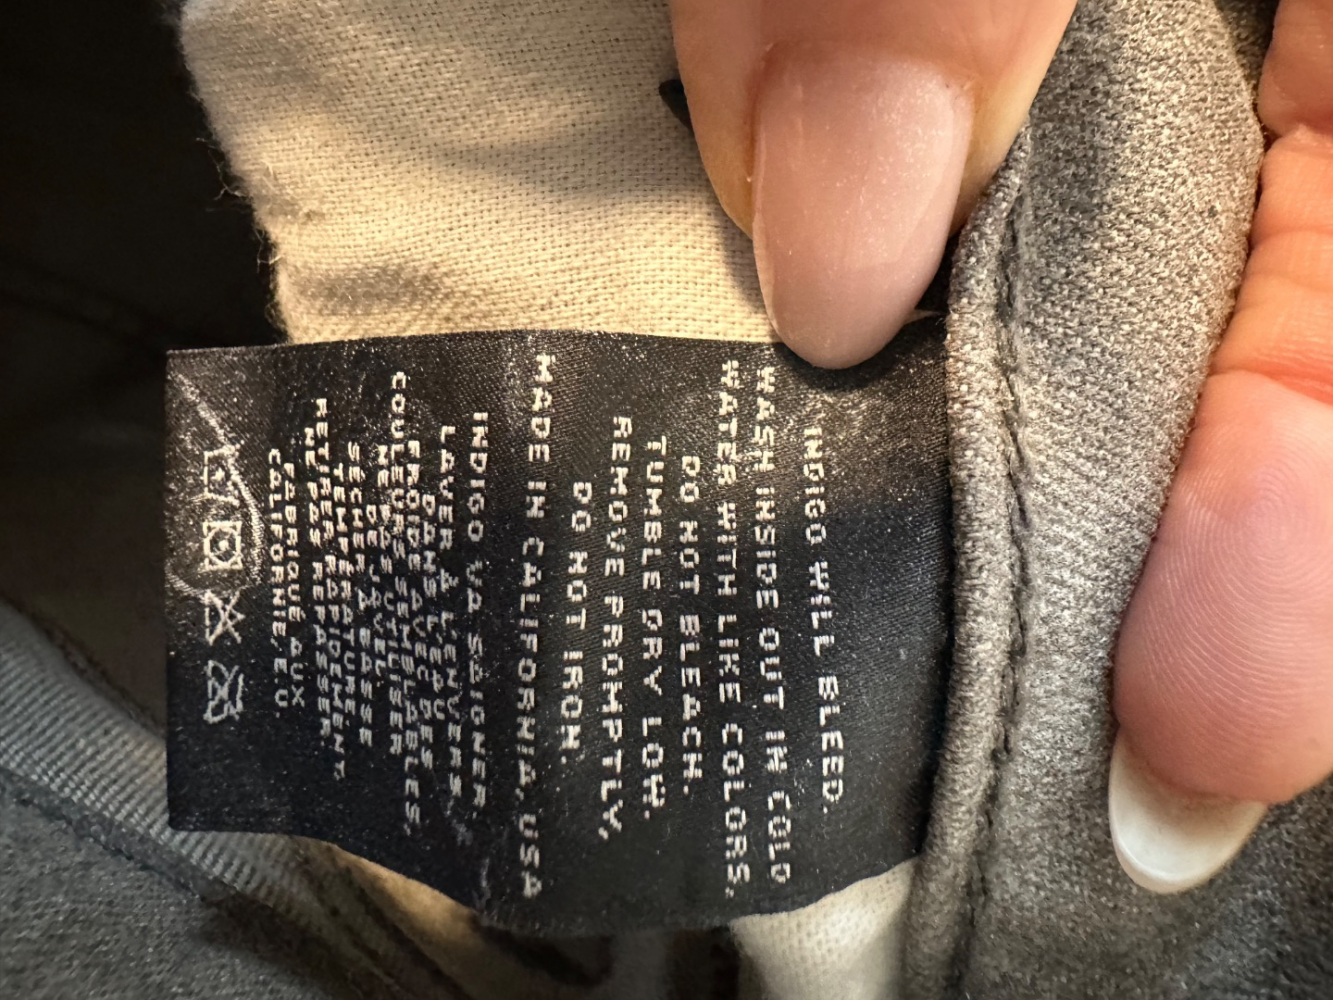 INDIGO WILL BLEED.
WASH INSIDE OUT IN COLD
WATER WITH LIKE COLORS.
DO NOT BLEACH.
TUMBLE DRY LOW.
REMOVE PROMPTLY.
DO NOT IRON.
MADE IN CALIFORNIA, USA
INDIGO VA SAIGNER.
LAVER À L'ENVERS
DANS L'EAU
FROIDE AVEC DES
COULEURS SEMBLABLES.
NE PAS UTILISER
DE JAVEL.
SÉCHER À BASSE
TEMPÉRATURE.
RETIRER RAPIDEMENT.
NE PAS REPASSER.
FABRIQUÉ AUX
CALIFORNIE, É.U.